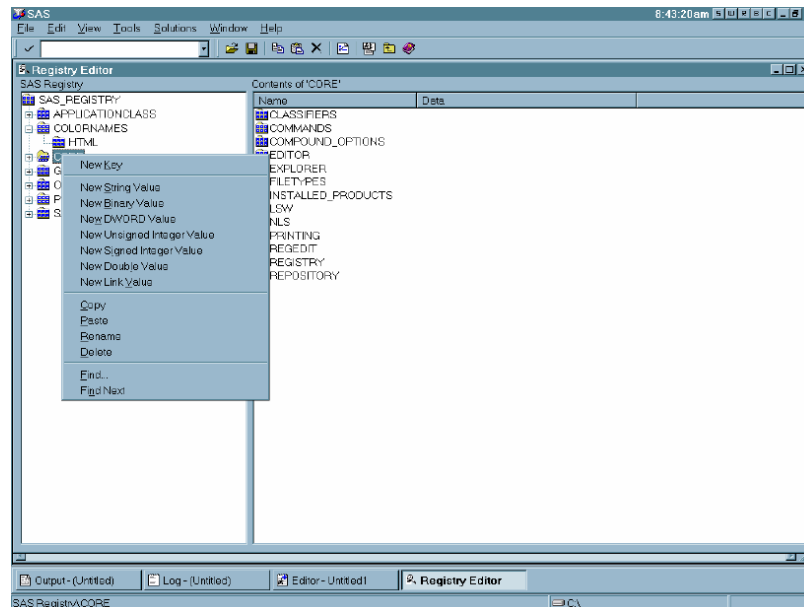 SAS
8:43:20am
File Edit View Tools Solutions Window Help
Registry Editor
SAS Registry
Contents of 'CORE'
SAS_REGISTRY
APPLICATIONCLASS
COLORNAMES
HTML
Name Data
CLASSIFIERS
COMMANDS
COMPOUND_OPTIONS
EDITOR
EXPLORER
FILETYPES
INSTALLED_PRODUCTS
LSW
NLS
PRINTING
REGEDIT
REGISTRY
REPOSITORY
New Key
New String Value
New Binary Value
New DWORD Value
New Unsigned Integer Value
New Signed Integer Value
New Double Value
New Link Value
Copy
Paste
Rename
Delete
Find...
Find Next
Output - (Untitled) Log - (Untitled) Editor - Untitled1 Registry Editor
SAS Registry\CORE C:\